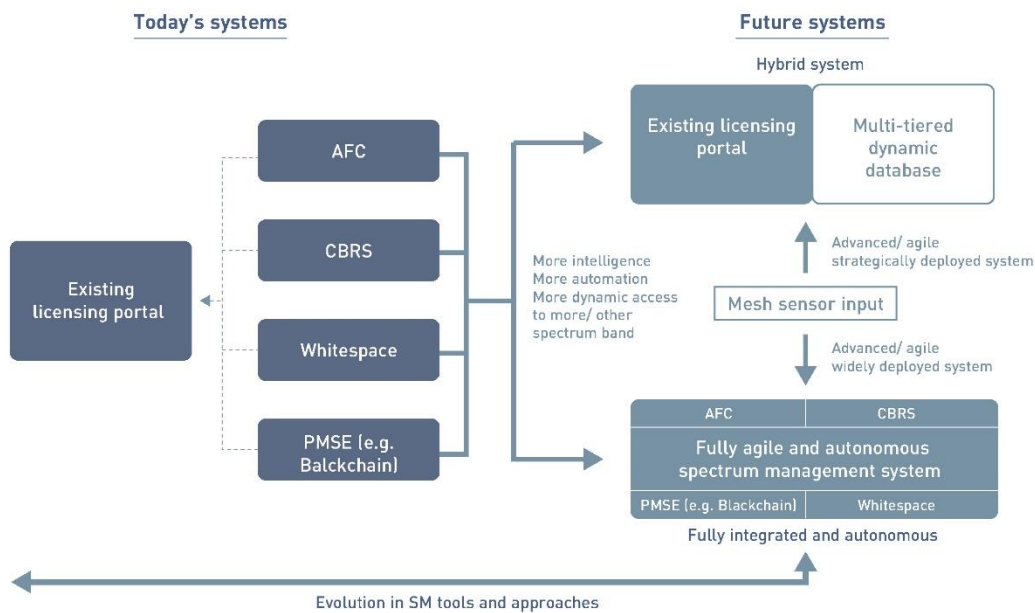 Today's systems
Future systems
Hybrid system
Existing
licensing portal
AFC
CBRS
Whitespace
PMSE (e.g.
Balckchain)
More intelligence
More automation
More dynamic access
to more/ other
spectrum band
Existing licensing
portal
Multi-tiered
dynamic
database
Advanced/ agile
strategically deployed system
Mesh sensor input
Advanced/ agile
widely deployed system
AFC
CBRS
Fully agile and autonomous
spectrum management system
PMSE (e.g. Blackchain)
Whitespace
Fully integrated and autonomous
Evolution in SM tools and approaches